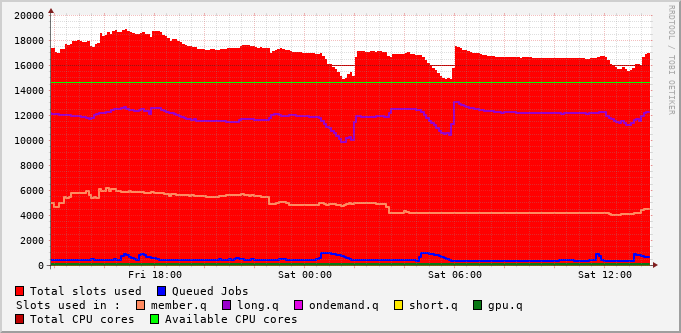 20000
18000
16000
14000
12000
10000
8000
6000
4000
2000
0
Fri 18:00 Sat 00:00 Sat 06:00 Sat 12:00
RRDTOOL / TOBI OETIKER
Total slots used Queued Jobs
Slots used in : member.q long.q ondemand.q short.q gpu.q
Total CPU cores Available CPU cores